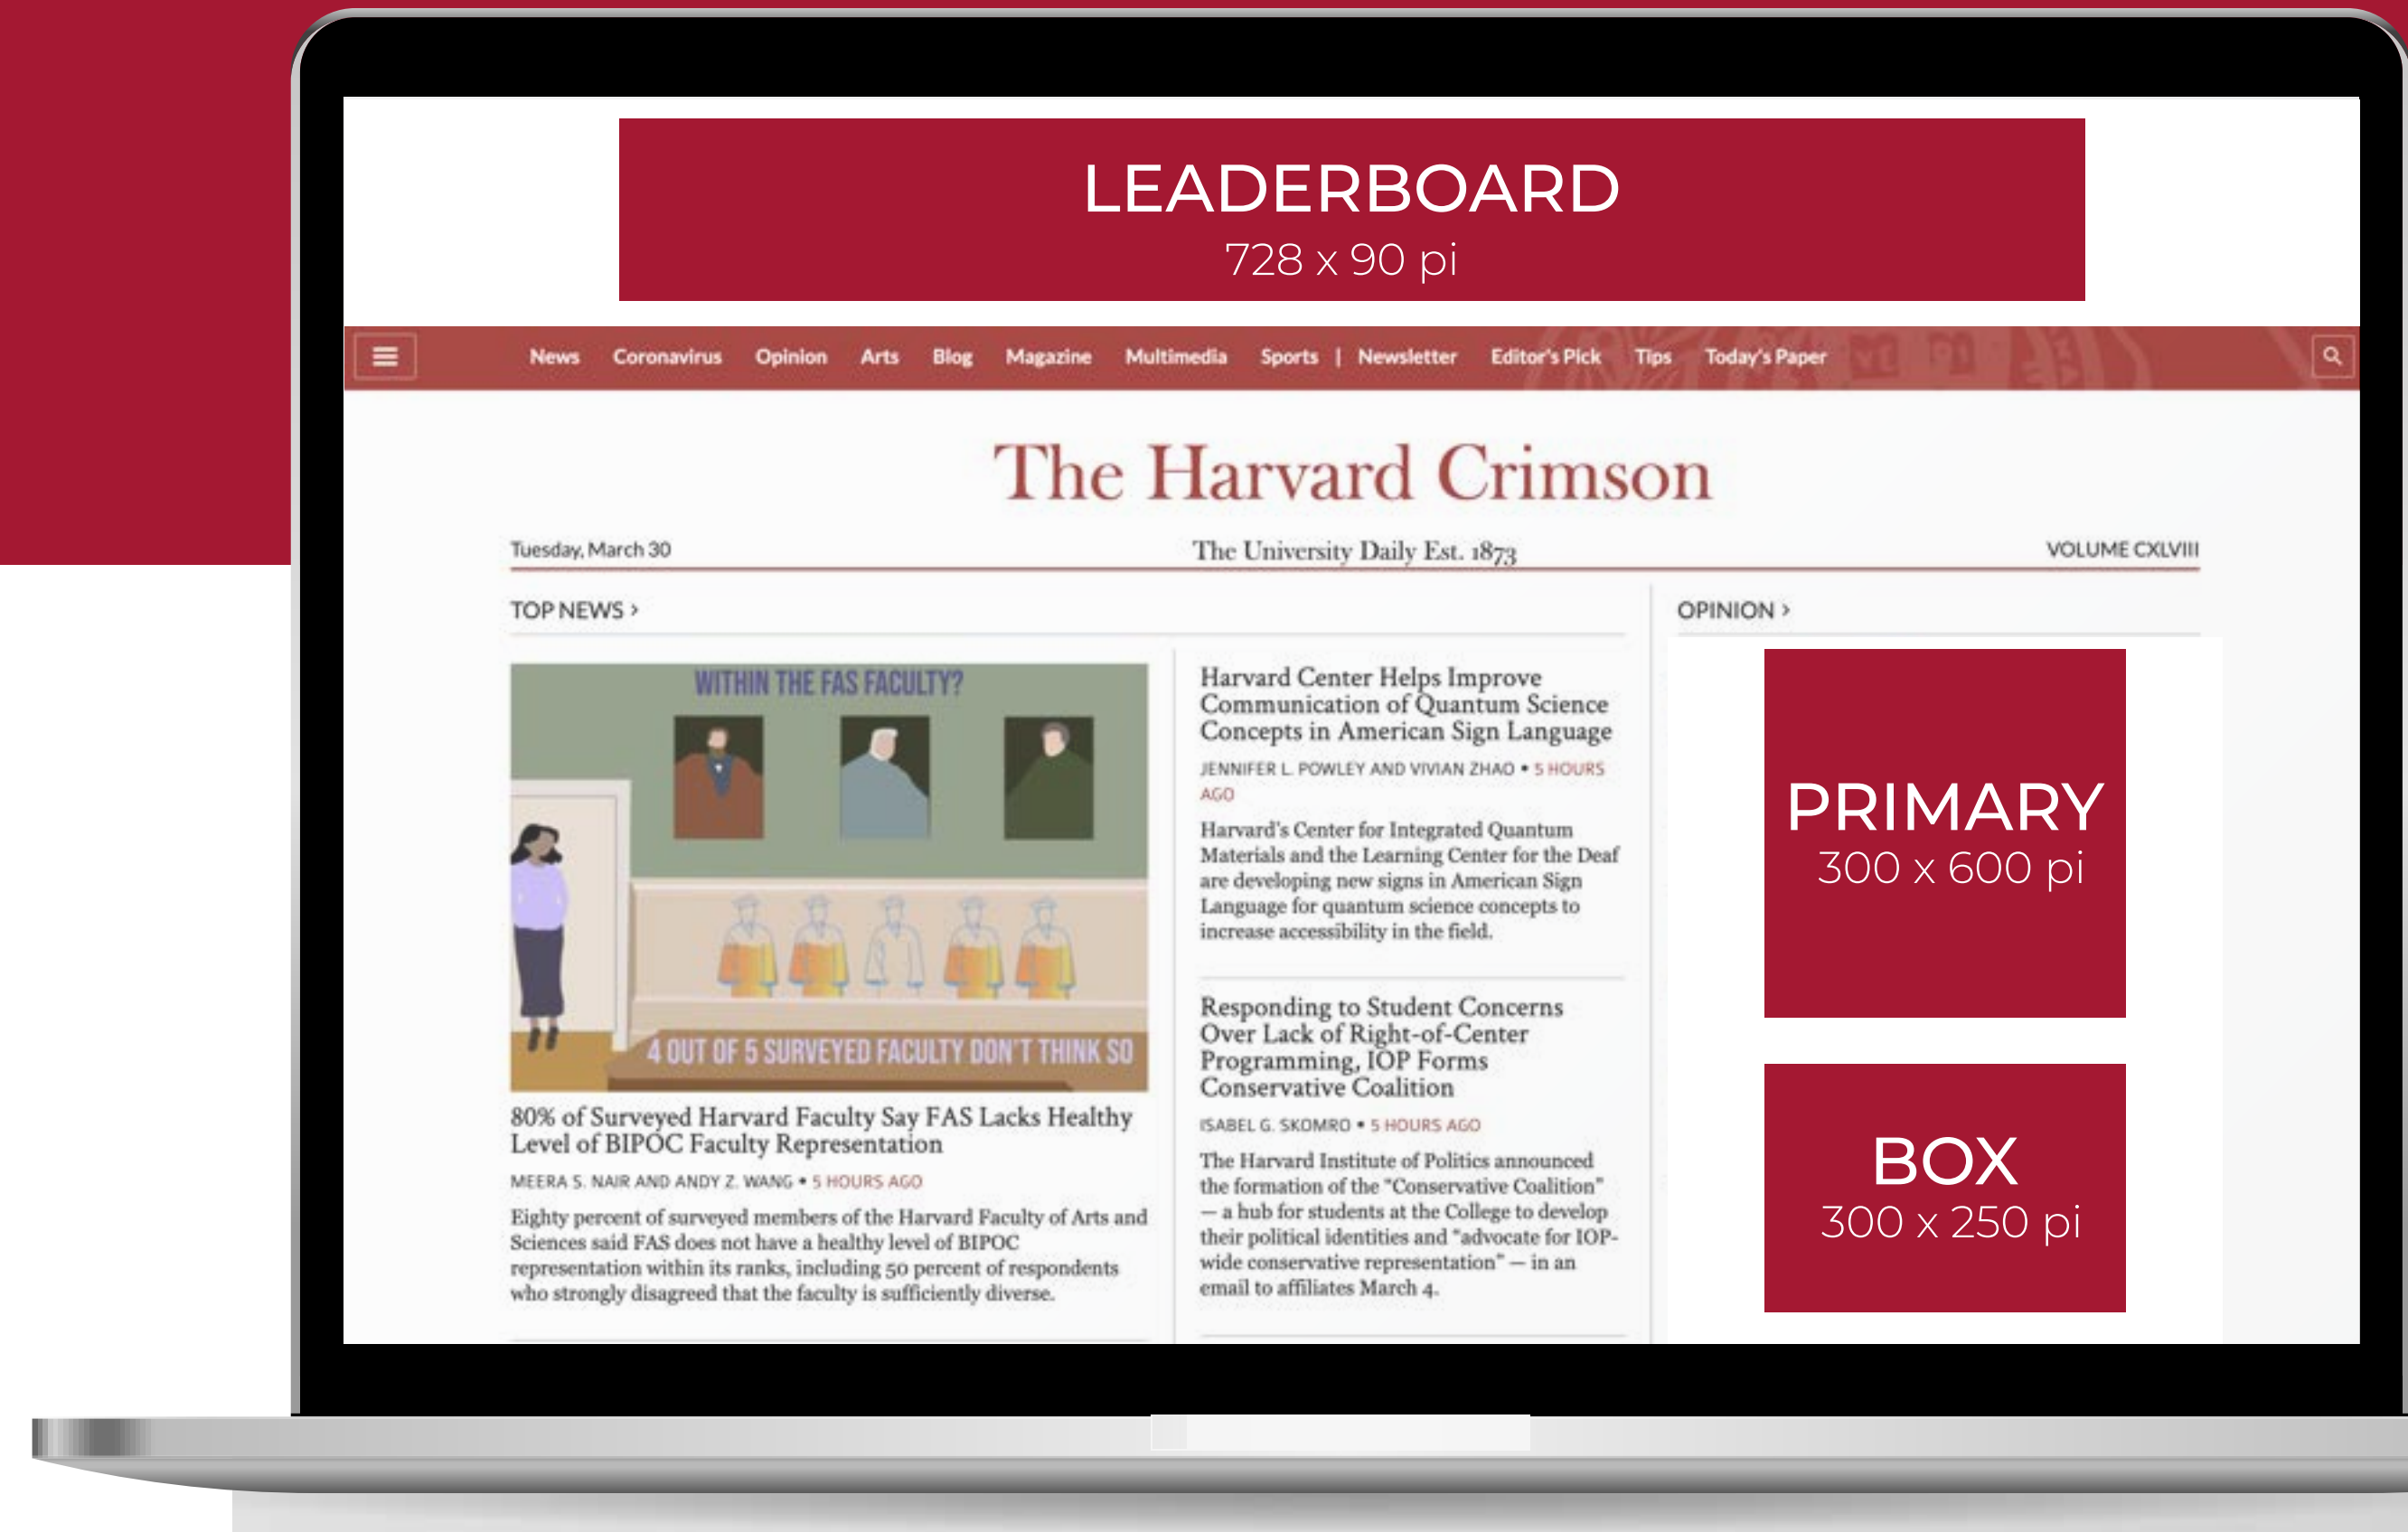 LEADERBOARD
728 x 90 pi
News Coronavirus Opinion Arts Blog Magazine Multimedia Sports | Newsletter Editor's Pick Tips Today's Paper
The Harvard Crimson
Tuesday, March 30
The University Daily Est. 1873
VOLUME CXLVIII
TOP NEWS >
WITHIN THE FAS FACULTY?
4 OUT OF 5 SURVEYED FACULTY DON'T THINK SO
80% of Surveyed Harvard Faculty Say FAS Lacks Healthy
Level of BIPOC Faculty Representation
MEERA S. NAIR AND ANDY Z. WANG • 5 HOURS AGO
Eighty percent of surveyed members of the Harvard Faculty of Arts and
Sciences said FAS does not have a healthy level of BIPOC
representation within its ranks, including 50 percent of respondents
who strongly disagreed that the faculty is sufficiently diverse.
Harvard Center Helps Improve
Communication of Quantum Science
Concepts in American Sign Language
JENNIFER L. POWLEY AND VIVIAN ZHAO • 5 HOURS
AGO
Harvard's Center for Integrated Quantum
Materials and the Learning Center for the Deaf
are developing new signs in American Sign
Language for quantum science concepts to
increase accessibility in the field.
Responding to Student Concerns
Over Lack of Right-of-Center
Programming, IOP Forms
Conservative Coalition
ISABEL G. SKOMRO • 5 HOURS AGO
The Harvard Institute of Politics announced
the formation of the "Conservative Coalition"
— a hub for students at the College to develop
their political identities and "advocate for IOP-
wide conservative representation" — in an
email to affiliates March 4.
OPINION >
PRIMARY
300 x 600 pi
BOX
300 x 250 pi